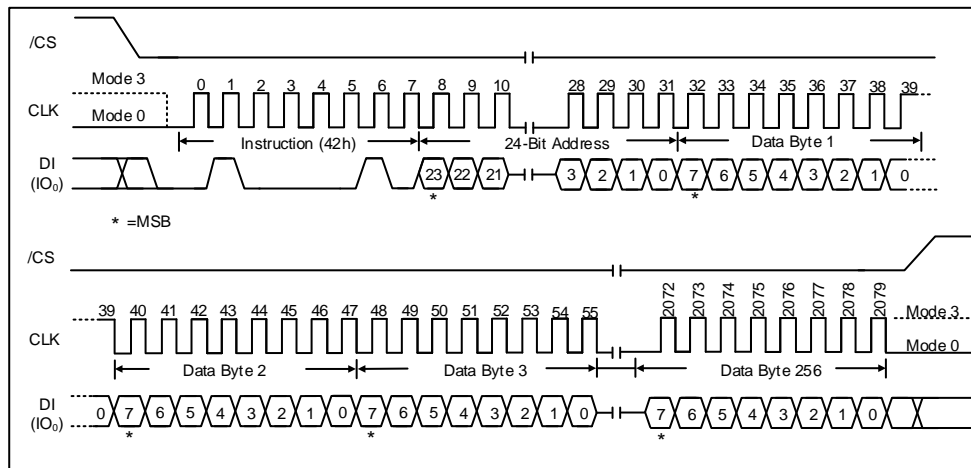 /CS
Mode 3
0 1 2 3 4 5 6 7 8 9 10 28 29 30 31 32 33 34 35 36 37 38 39
CLK
Mode 0
Instruction (42h) 24-Bit Address Data Byte 1
DI
(IO₀)
23 22 21 3 2 1 0 7 6 5 4 3 2 1 0
* *
* =MSB
/CS
39 40 41 42 43 44 45 46 47 48 49 50 51 52 53 54 55 2072 2073 2074 2075 2076 2077 2078 2079
Mode 3
CLK
Mode 0
Data Byte 2 Data Byte 3 Data Byte 256
DI
(IO₀)
0 7 6 5 4 3 2 1 0 7 6 5 4 3 2 1 0 7 6 5 4 3 2 1 0
* * *